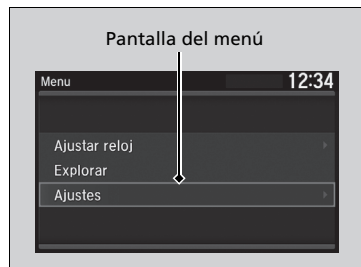 Pantalla del menú
Menu 12:34
Ajustar reloj
Explorar
Ajustes